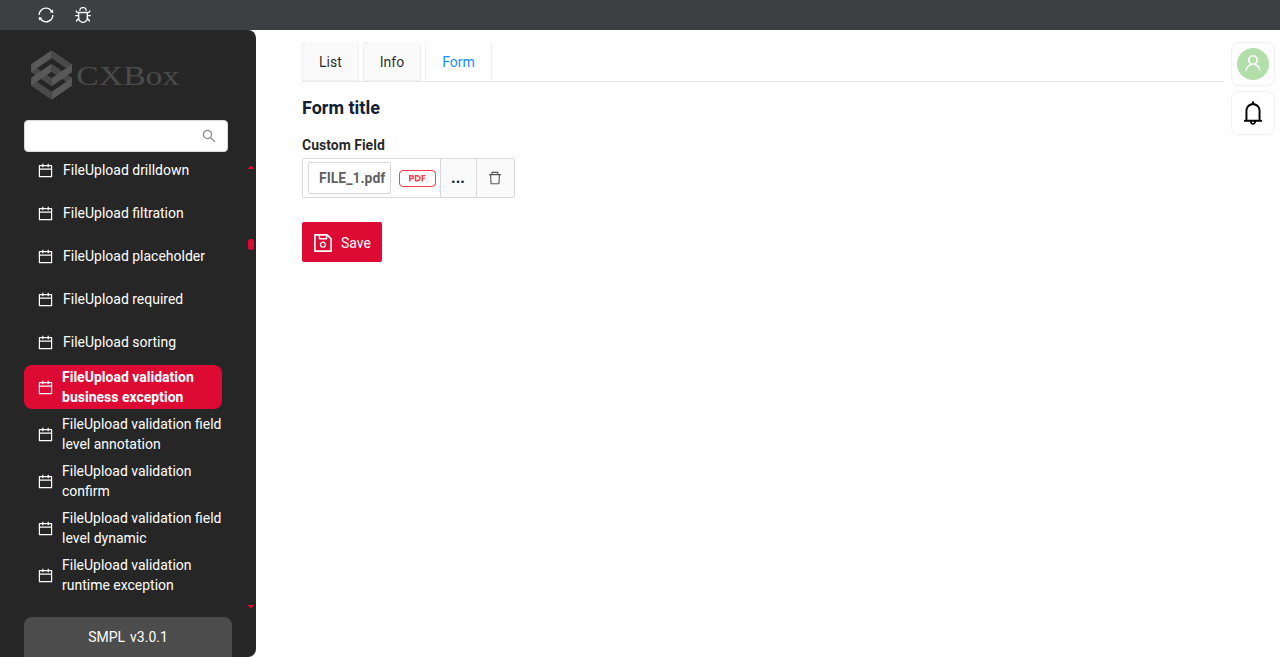 CXBox
FileUpload drilldown
FileUpload filtration
FileUpload placeholder
FileUpload required
FileUpload sorting
FileUpload validation
business exception
FileUpload validation field
level annotation
FileUpload validation
confirm
FileUpload validation field
level dynamic
FileUpload validation
runtime exception
SMPL v3.0.1
List Info Form
Form title
Custom Field
FILE_1.pdf PDF ...
Save